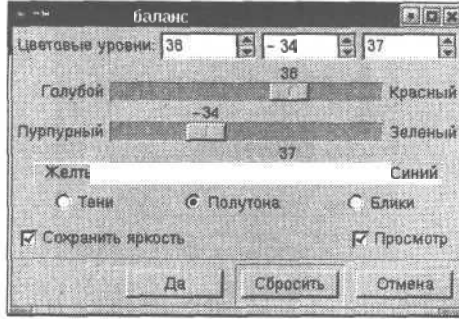 баланс
Цветовые уровни: 36 - 34 37
36
Голубой Красный
-34
Пурпурный Зеленый
37
Желть Синий
Тени Полутона Блики
Сохранить яркость Просмотр
Да Сбросить Отмена